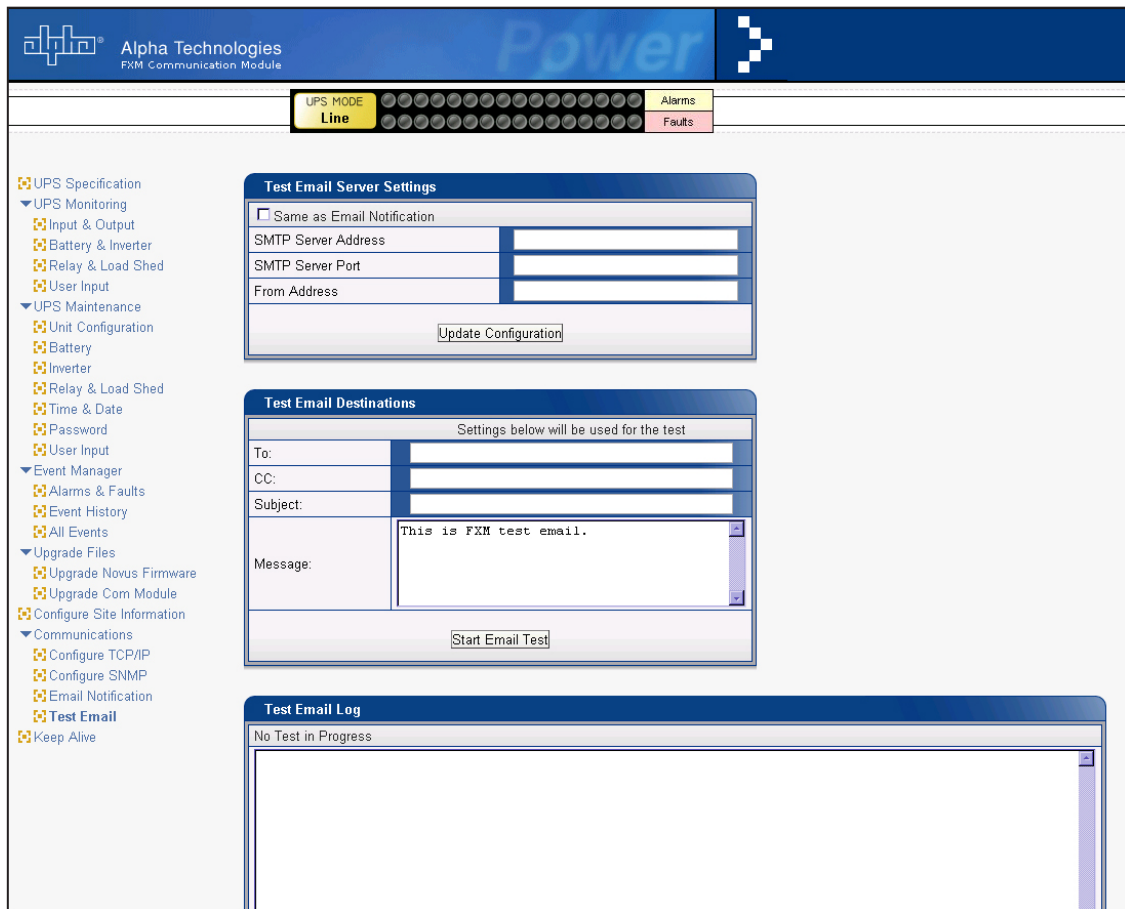 alpha®
Alpha Technologies
FXM Communication Module
Power
UPS MODE
Line
Alarms
Faults
UPS Specification
UPS Monitoring
Input & Output
Battery & Inverter
Relay & Load Shed
User Input
UPS Maintenance
Unit Configuration
Battery
Inverter
Relay & Load Shed
Time & Date
Password
User Input
Event Manager
Alarms & Faults
Event History
All Events
Upgrade Files
Upgrade Novus Firmware
Upgrade Com Module
Configure Site Information
Communications
Configure TCP/IP
Configure SNMP
Email Notification
Test Email
Keep Alive
Test Email Server Settings
Same as Email Notification
SMTP Server Address
SMTP Server Port
From Address
Update Configuration
Test Email Destinations
Settings below will be used for the test
To:
CC:
Subject:
Message:
This is FXM test email.
Start Email Test
Test Email Log
No Test in Progress